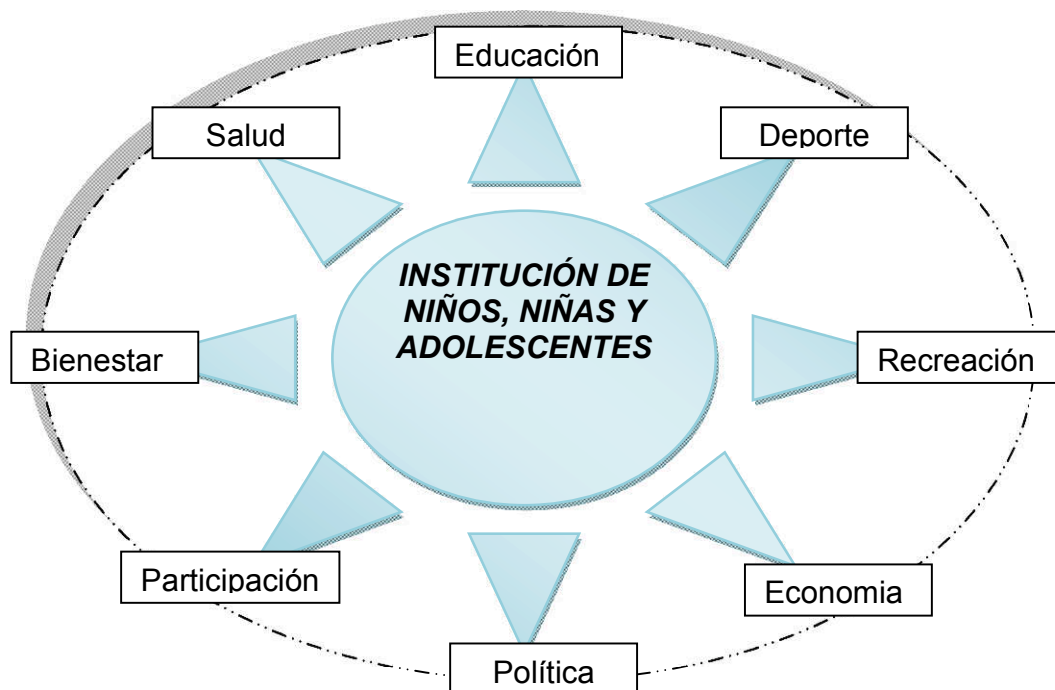 Educación
Salud
Deporte
INSTITUCIÓN DE
NIÑOS, NIÑAS Y
ADOLESCENTES
Bienestar
Recreación
Participación
Economia
Política